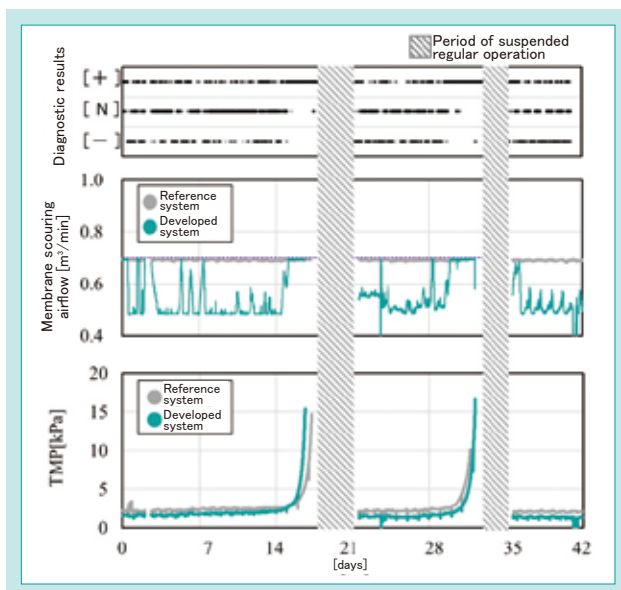 Period of suspended
regular operation
Diagnostic results
[+]
[N]
[−]
Membrane scouring
airflow [m³/min]
1.0
0.8
0.6
0.4
Reference
system
Developed
system
TMP[kPa]
20
15
10
5
0
Reference
system
Developed
system
0 7 14 21 28 35 42
[days]